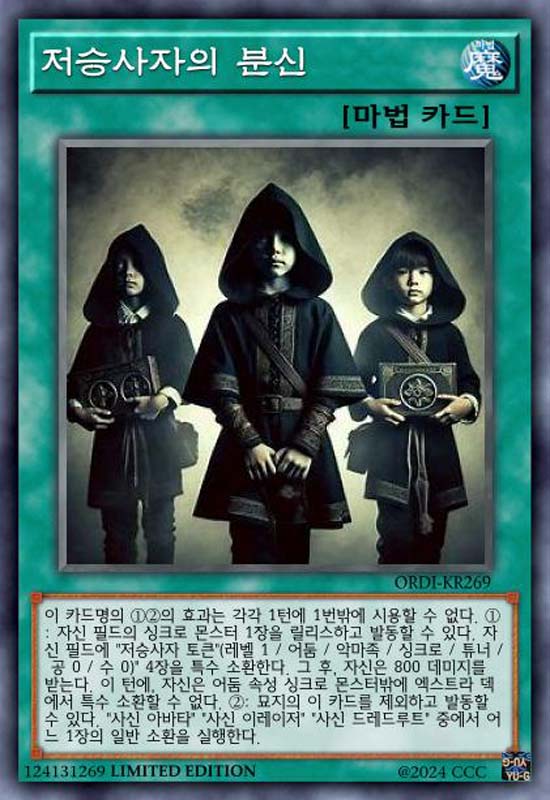 저승사자의 분신
마법
魔
[마법 카드]
ORDI-KR269
이 카드명의 ①②의 효과는 각각 1턴에 1번밖에 사용할 수 없다. ①
: 자신 필드의 싱크로 몬스터 1장을 릴리스하고 발동할 수 있다. 자
신 필드에 "저승사자 토큰"(레벨 1 / 어둠 / 악마족 / 싱크로 / 튜너 /
공 0 / 수 0)" 4장을 특수 소환한다. 그 후, 자신은 800 데미지를
받는다. 이 턴에, 자신은 어둠 속성 싱크로 몬스터밖에 엑스트라 덱
에서 특수 소환할 수 없다. ②: 묘지의 이 카드를 제외하고 발동할
수 있다. "사신 아바타" "사신 이레이저" "사신 드레드루트" 중에서 어
느 1장의 일반 소환을 실행한다.
124131269 LIMITED EDITION
@2024 CCC
YU-G